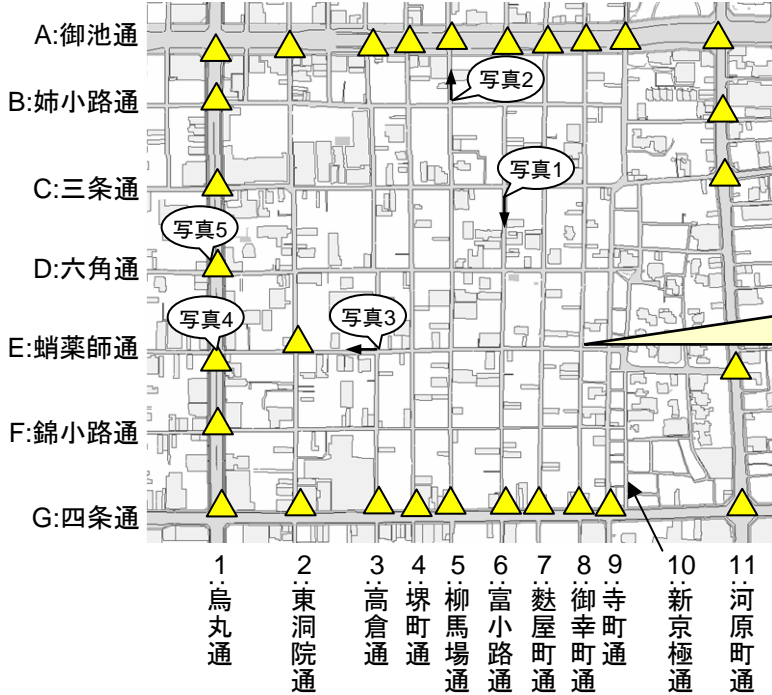 A:御池通
B:姉小路通
C:三条通
D:六角通
E:蛸薬師通
F:錦小路通
G:四条通
写真2
写真1
写真5
写真4
写真3
1:烏丸通
2:東洞院通
3:高倉通
4:堺町通
5:柳馬場通
6:富小路通
7:麩屋町通
8:御幸町通
9:寺町通
10:新京極通
11:河原町通